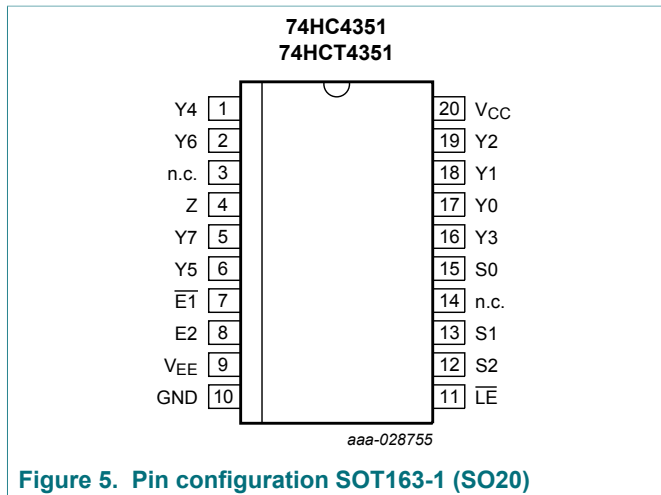 74HC4351
74HCT4351
Y4 1
Y6 2
n.c. 3
Z 4
Y7 5
Y5 6
E1 7
E2 8
VEE 9
GND 10
20 VCC
19 Y2
18 Y1
17 Y0
16 Y3
15 S0
14 n.c.
13 S1
12 S2
11 LE
aaa-028755
Figure 5. Pin configuration SOT163-1 (SO20)